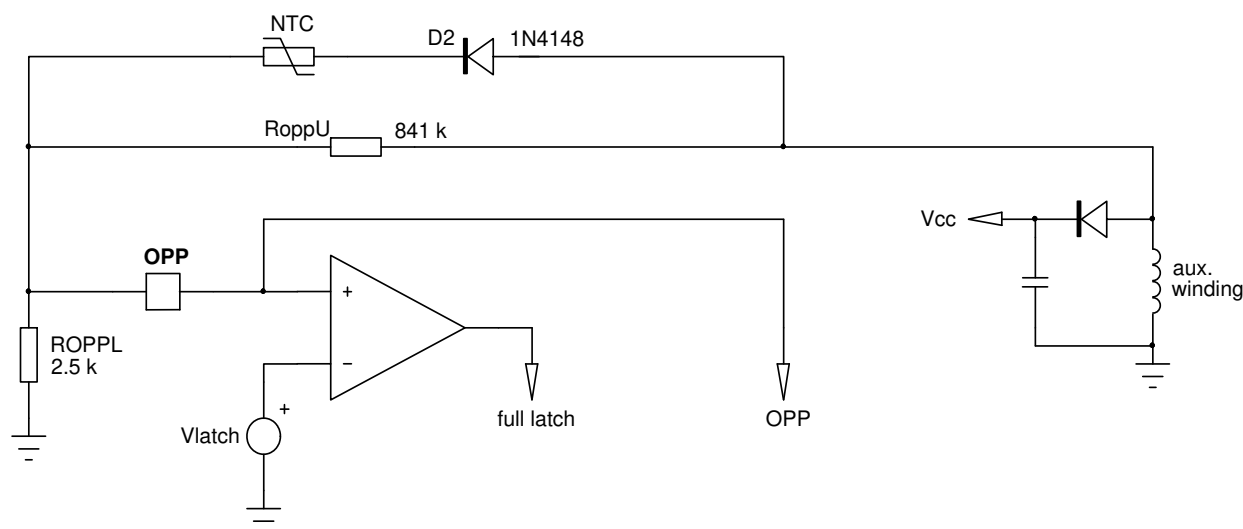 NTC
D2 1N4148
RoppU 841 k
Vcc
OPP
aux.
winding
+
ROPPL
2.5 k
−
+
Vlatch
full latch
OPP